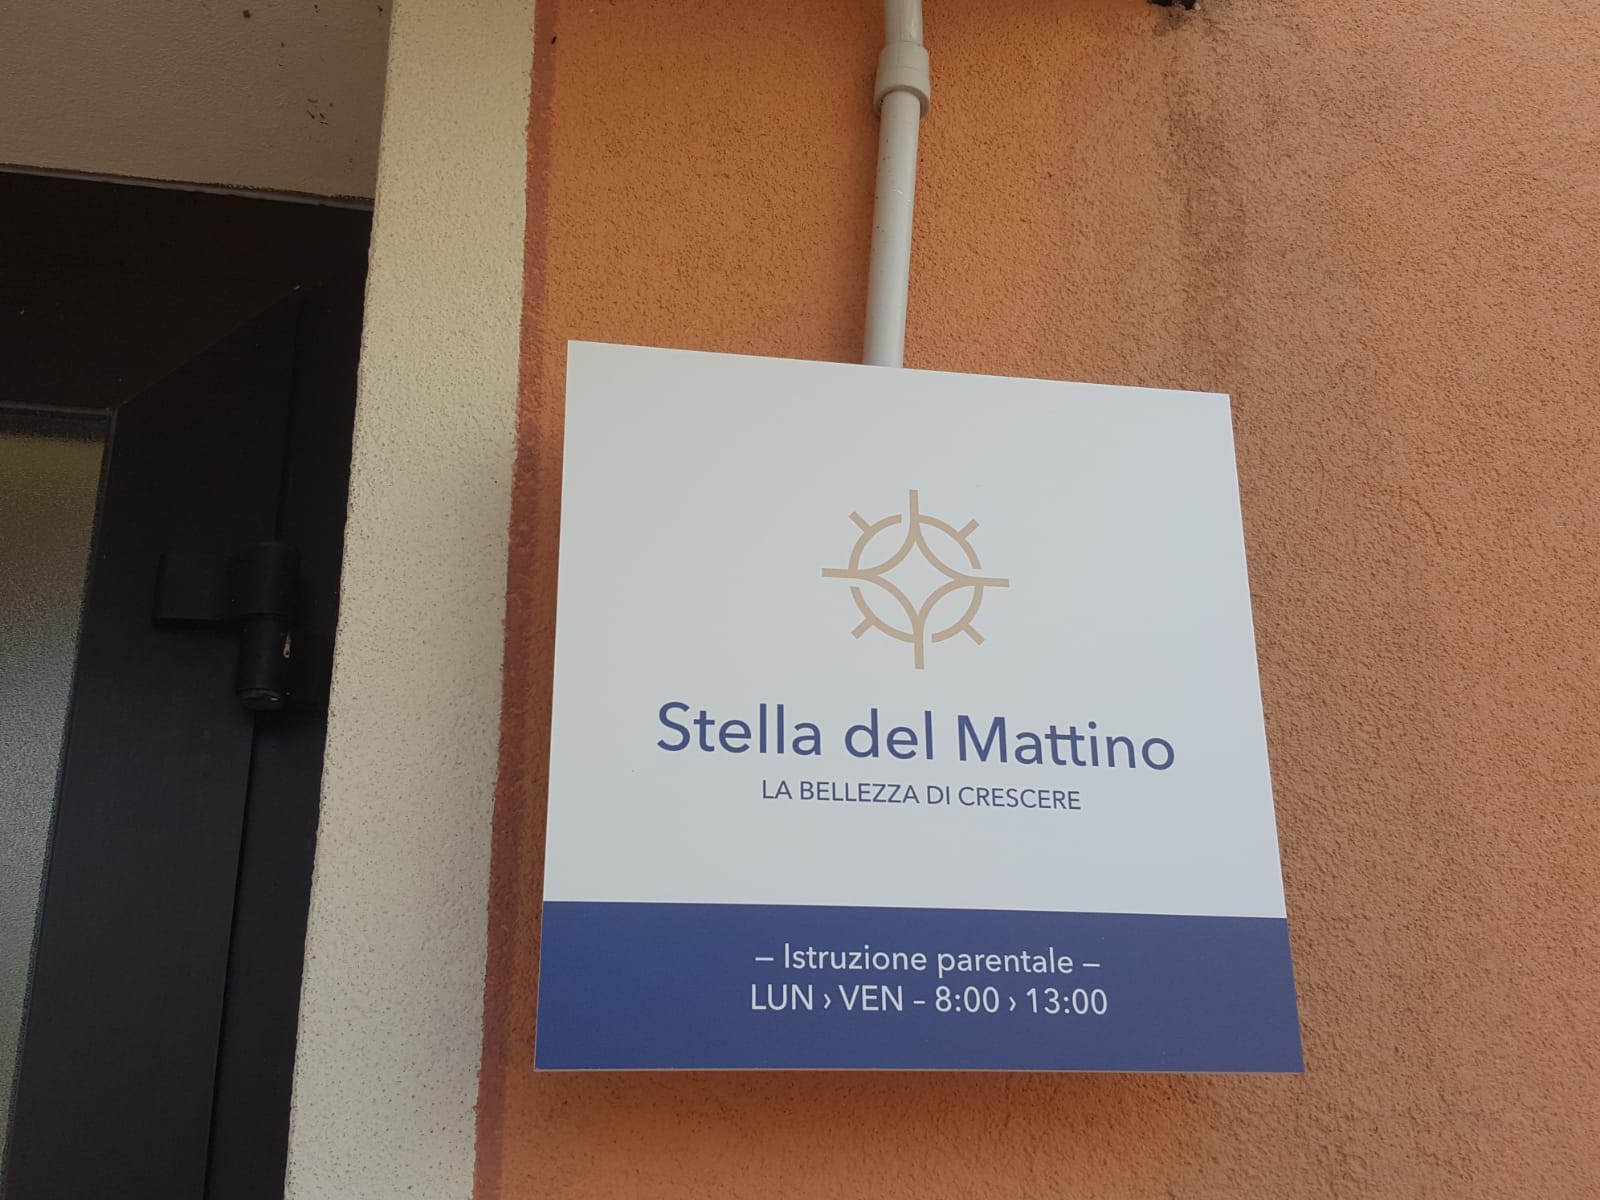 Stella del Mattino
LA BELLEZZA DI CRESCERE
– Istruzione parentale –
LUN › VEN – 8:00 › 13:00